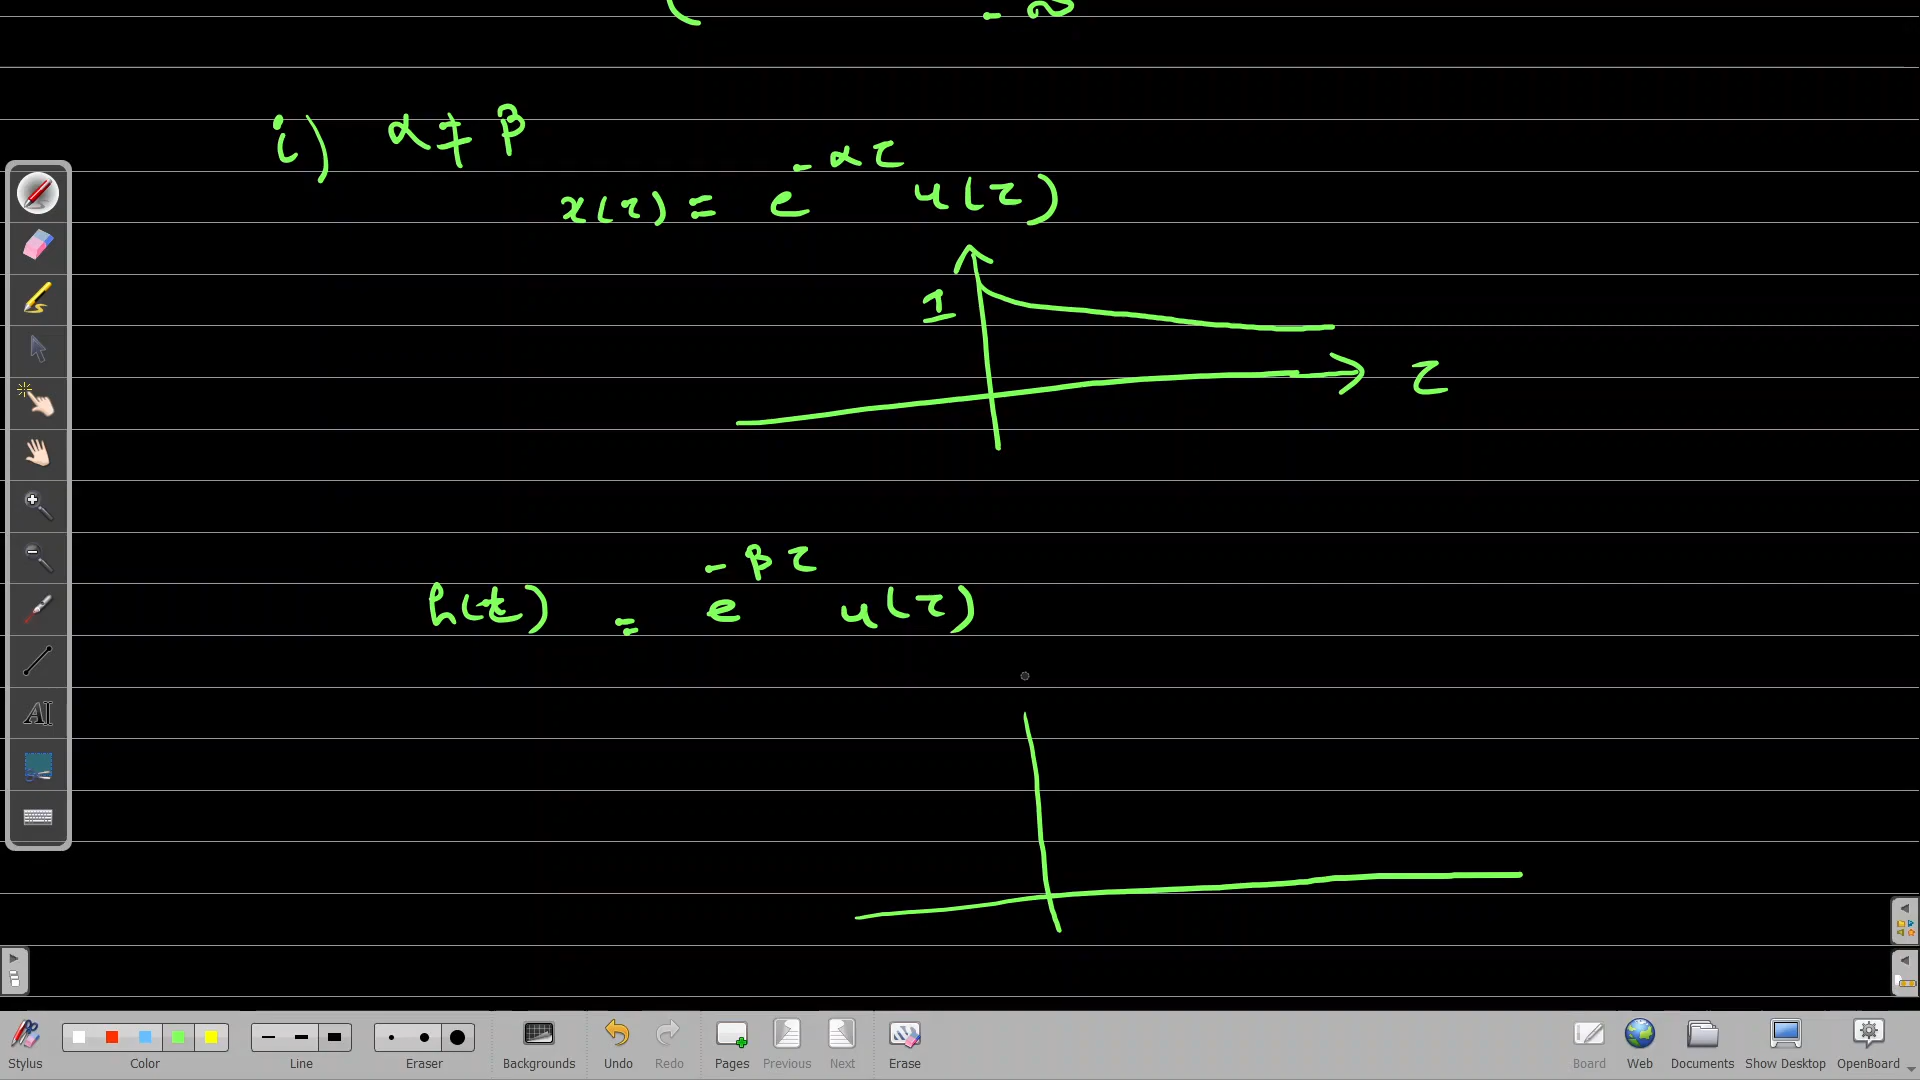 i) α ≠ β
x(τ) = e^{-ατ} u(τ)
1
τ
h(t) = e^{-βτ} u(τ)
AI
Stylus
Color
Line
Eraser
Backgrounds
Undo
Redo
Pages
Previous
Next
Erase
Board
Web
Documents
Show Desktop
OpenBoard